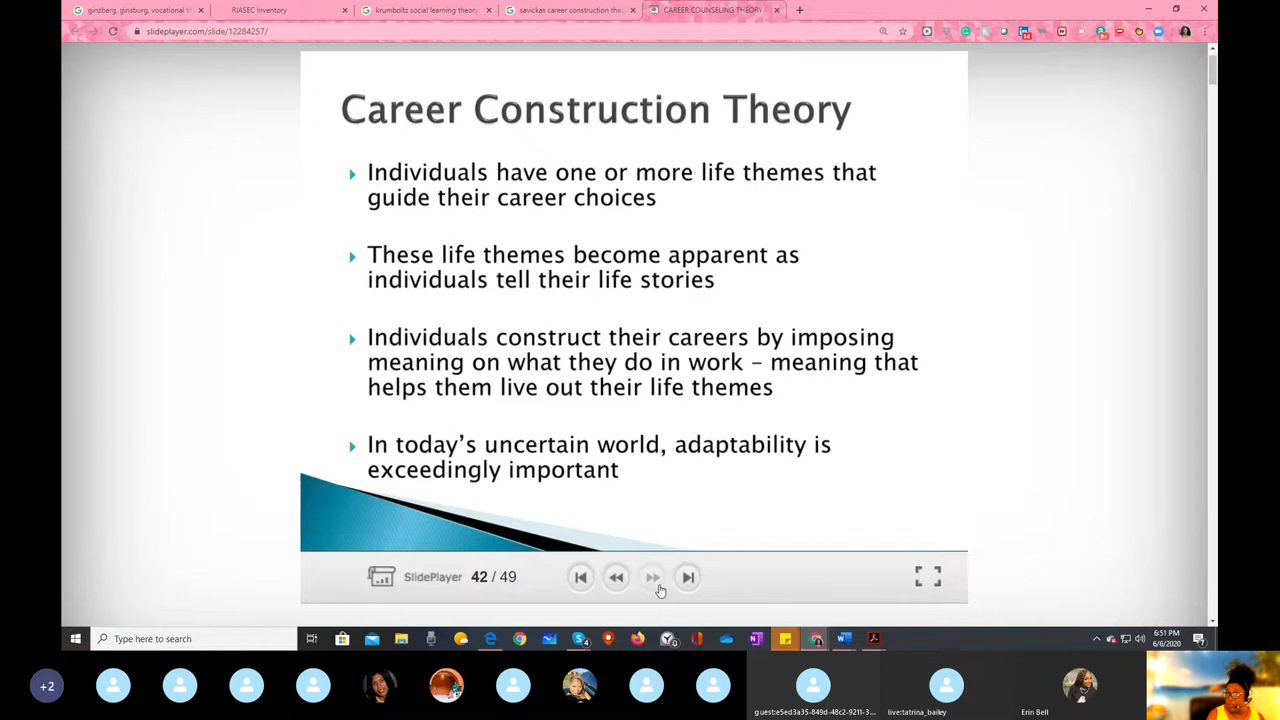 ginzberg, ginsburg, vocational t
RIASEC Inventory
krumboltz social learning theory
savickas career construction the
CAREER COUNSELING THEORY -
slideplayer.com/slide/12284257/
Career Construction Theory
Individuals have one or more life themes that
guide their career choices
These life themes become apparent as
individuals tell their life stories
Individuals construct their careers by imposing
meaning on what they do in work – meaning that
helps them live out their life themes
In today's uncertain world, adaptability is
exceedingly important
SlidePlayer 42 / 49
Type here to search
6:51 PM
6/6/2020
+2
guest:e5ed3a35-849d-48c2-9211-3...
live:tatrina_bailey
Erin Bell